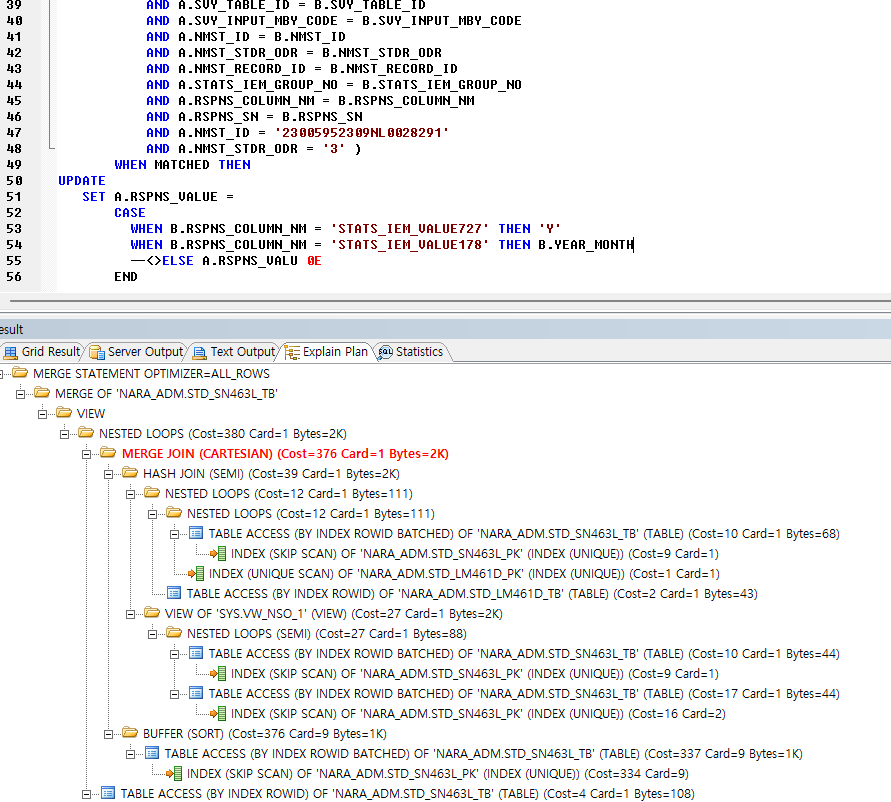 39 AND A.SVY_TABLE_ID = B.SVY_TABLE_ID
40 AND A.SVY_INPUT_MBY_CODE = B.SVY_INPUT_MBY_CODE
41 AND A.NMST_ID = B.NMST_ID
42 AND A.NMST_STDR_ODR = B.NMST_STDR_ODR
43 AND A.NMST_RECORD_ID = B.NMST_RECORD_ID
44 AND A.STATS_IEM_GROUP_NO = B.STATS_IEM_GROUP_NO
45 AND A.RSPNS_COLUMN_NM = B.RSPNS_COLUMN_NM
46 AND A.RSPNS_SN = B.RSPNS_SN
47 AND A.NMST_ID = '23005952309NL0028291'
48 AND A.NMST_STDR_ODR = '3' )
49 WHEN MATCHED THEN
50 UPDATE
51 SET A.RSPNS_VALUE =
52 CASE
53 WHEN B.RSPNS_COLUMN_NM = 'STATS_IEM_VALUE727' THEN 'Y'
54 WHEN B.RSPNS_COLUMN_NM = 'STATS_IEM_VALUE178' THEN B.YEAR_MONTH
55 --<>ELSE A.RSPNS_VALU 0E
56 END
esult
Grid Result Server Output Text Output Explain Plan Statistics
MERGE STATEMENT OPTIMIZER=ALL_ROWS
MERGE OF 'NARA_ADM.STD_SN463L_TB'
VIEW
NESTED LOOPS (Cost=380 Card=1 Bytes=2K)
MERGE JOIN (CARTESIAN) (Cost=376 Card=1 Bytes=2K)
HASH JOIN (SEMI) (Cost=39 Card=1 Bytes=2K)
NESTED LOOPS (Cost=12 Card=1 Bytes=111)
NESTED LOOPS (Cost=12 Card=1 Bytes=111)
TABLE ACCESS (BY INDEX ROWID BATCHED) OF 'NARA_ADM.STD_SN463L_TB' (TABLE) (Cost=10 Card=1 Bytes=68)
INDEX (SKIP SCAN) OF 'NARA_ADM.STD_SN463L_PK' (INDEX (UNIQUE)) (Cost=9 Card=1)
INDEX (UNIQUE SCAN) OF 'NARA_ADM.STD_LM461D_PK' (INDEX (UNIQUE)) (Cost=1 Card=1)
TABLE ACCESS (BY INDEX ROWID) OF 'NARA_ADM.STD_LM461D_TB' (TABLE) (Cost=2 Card=1 Bytes=43)
VIEW OF 'SYS.VW_NSO_1' (VIEW) (Cost=27 Card=1 Bytes=2K)
NESTED LOOPS (SEMI) (Cost=27 Card=1 Bytes=88)
TABLE ACCESS (BY INDEX ROWID BATCHED) OF 'NARA_ADM.STD_SN463L_TB' (TABLE) (Cost=10 Card=1 Bytes=44)
INDEX (SKIP SCAN) OF 'NARA_ADM.STD_SN463L_PK' (INDEX (UNIQUE)) (Cost=9 Card=1)
TABLE ACCESS (BY INDEX ROWID BATCHED) OF 'NARA_ADM.STD_SN463L_TB' (TABLE) (Cost=17 Card=1 Bytes=44)
INDEX (SKIP SCAN) OF 'NARA_ADM.STD_SN463L_PK' (INDEX (UNIQUE)) (Cost=16 Card=2)
BUFFER (SORT) (Cost=376 Card=9 Bytes=1K)
TABLE ACCESS (BY INDEX ROWID BATCHED) OF 'NARA_ADM.STD_SN463L_TB' (TABLE) (Cost=337 Card=9 Bytes=1K)
INDEX (SKIP SCAN) OF 'NARA_ADM.STD_SN463L_PK' (INDEX (UNIQUE)) (Cost=334 Card=9)
TABLE ACCESS (BY INDEX ROWID) OF 'NARA_ADM.STD_SN463L_TB' (TABLE) (Cost=4 Card=1 Bytes=108)